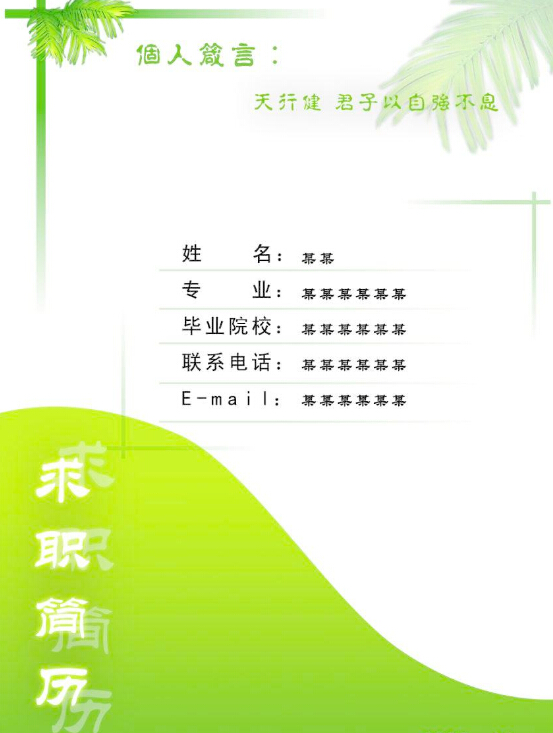 個人箴言：
天行健 君子以自強不息
姓 名：某某
专 业：某某某某某某
毕业院校：某某某某某某
联系电话：某某某某某某
E-mail：某某某某某某
求职简历